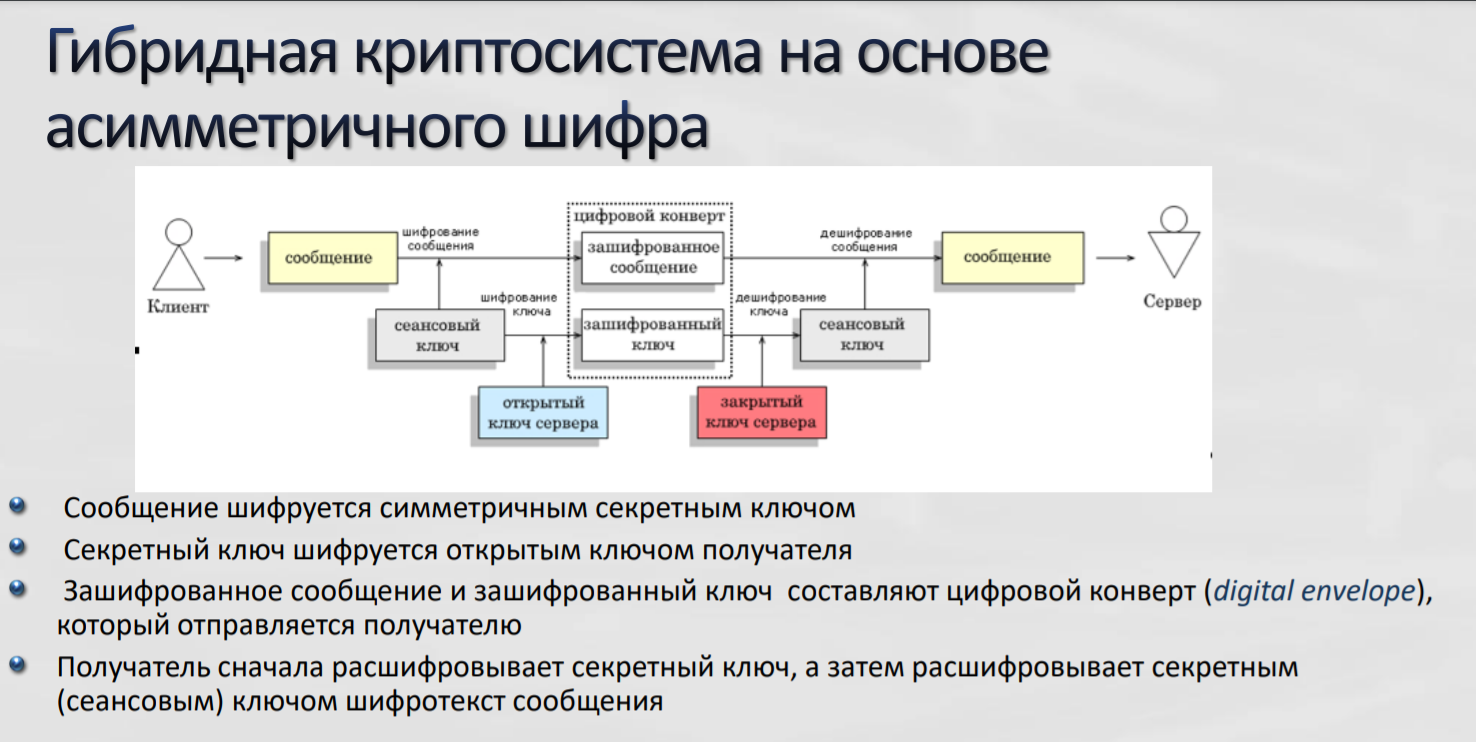 Гибридная криптосистема на основе
асимметричного шифра
цифровой конверт
шифрование
сообщения
дешифрование
сообщения
сообщение
зашифрованное
сообщение
сообщение
Клиент
Сервер
шифрование
ключа
дешифрование
ключа
сеансовый
ключ
зашифрованный
ключ
сеансовый
ключ
открытый
ключ сервера
закрытый
ключ сервера
Сообщение шифруется симметричным секретным ключом
Секретный ключ шифруется открытым ключом получателя
Зашифрованное сообщение и зашифрованный ключ составляют цифровой конверт (digital envelope),
который отправляется получателю
Получатель сначала расшифровывает секретный ключ, а затем расшифровывает секретным
(сеансовым) ключом шифротекст сообщения